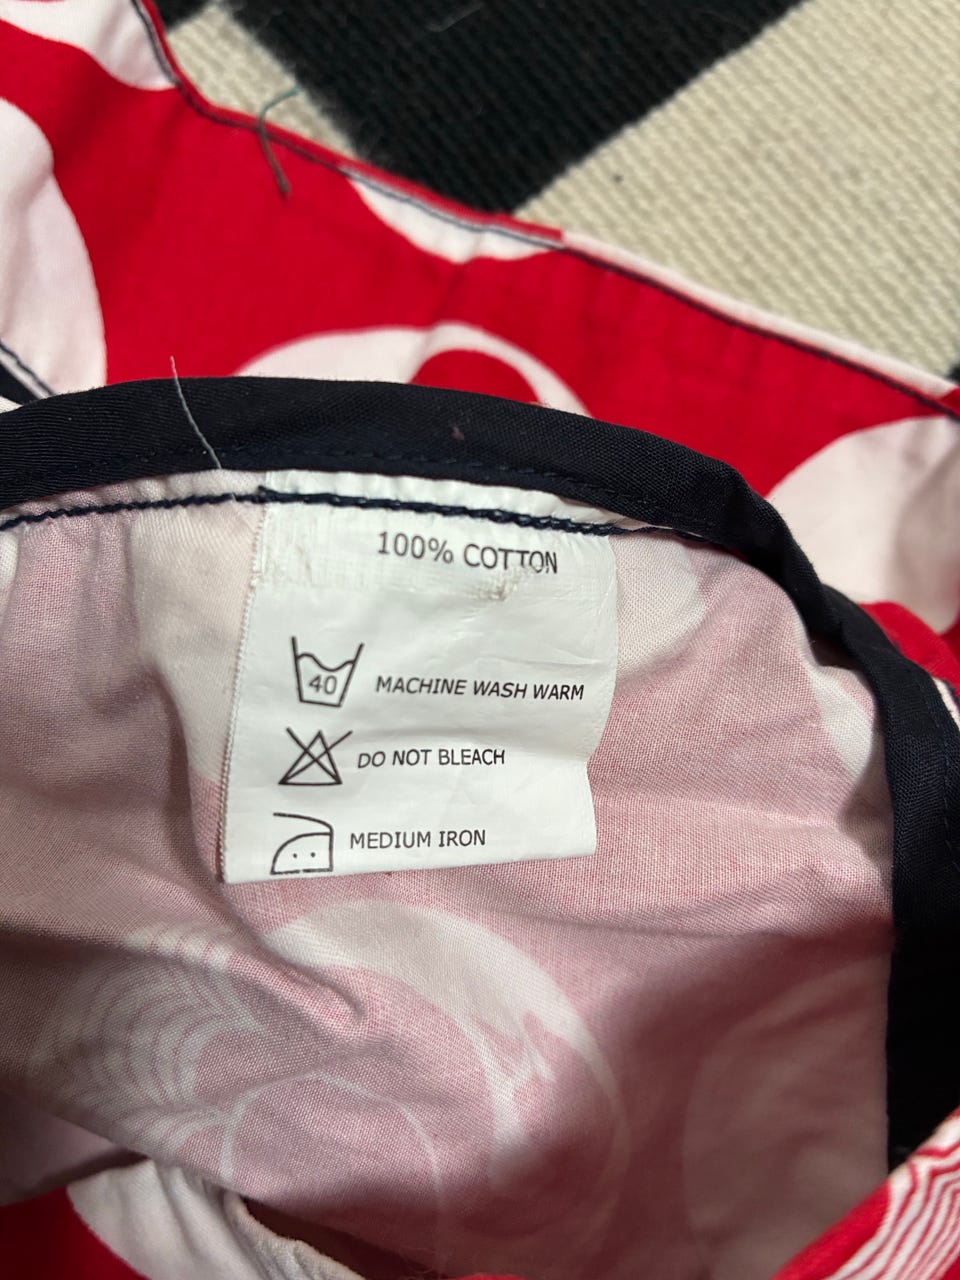 100% COTTON
40 MACHINE WASH WARM
DO NOT BLEACH
MEDIUM IRON